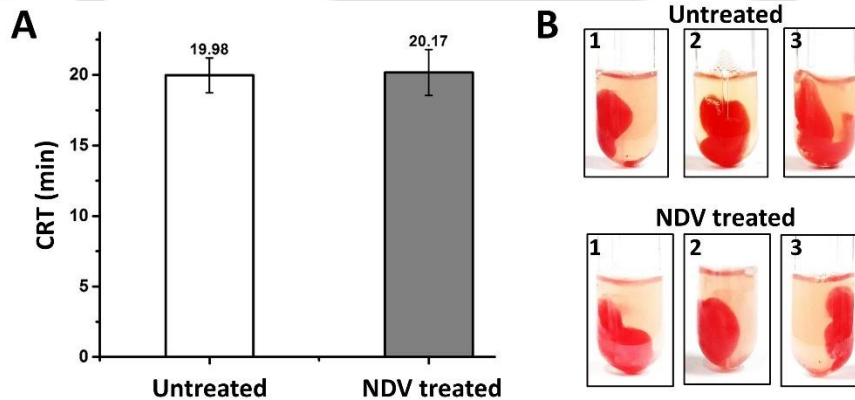 A
CRT (min)
20
15
10
5
0
19.98
20.17
Untreated
NDV treated
B
Untreated
1
2
3
NDV treated
1
2
3